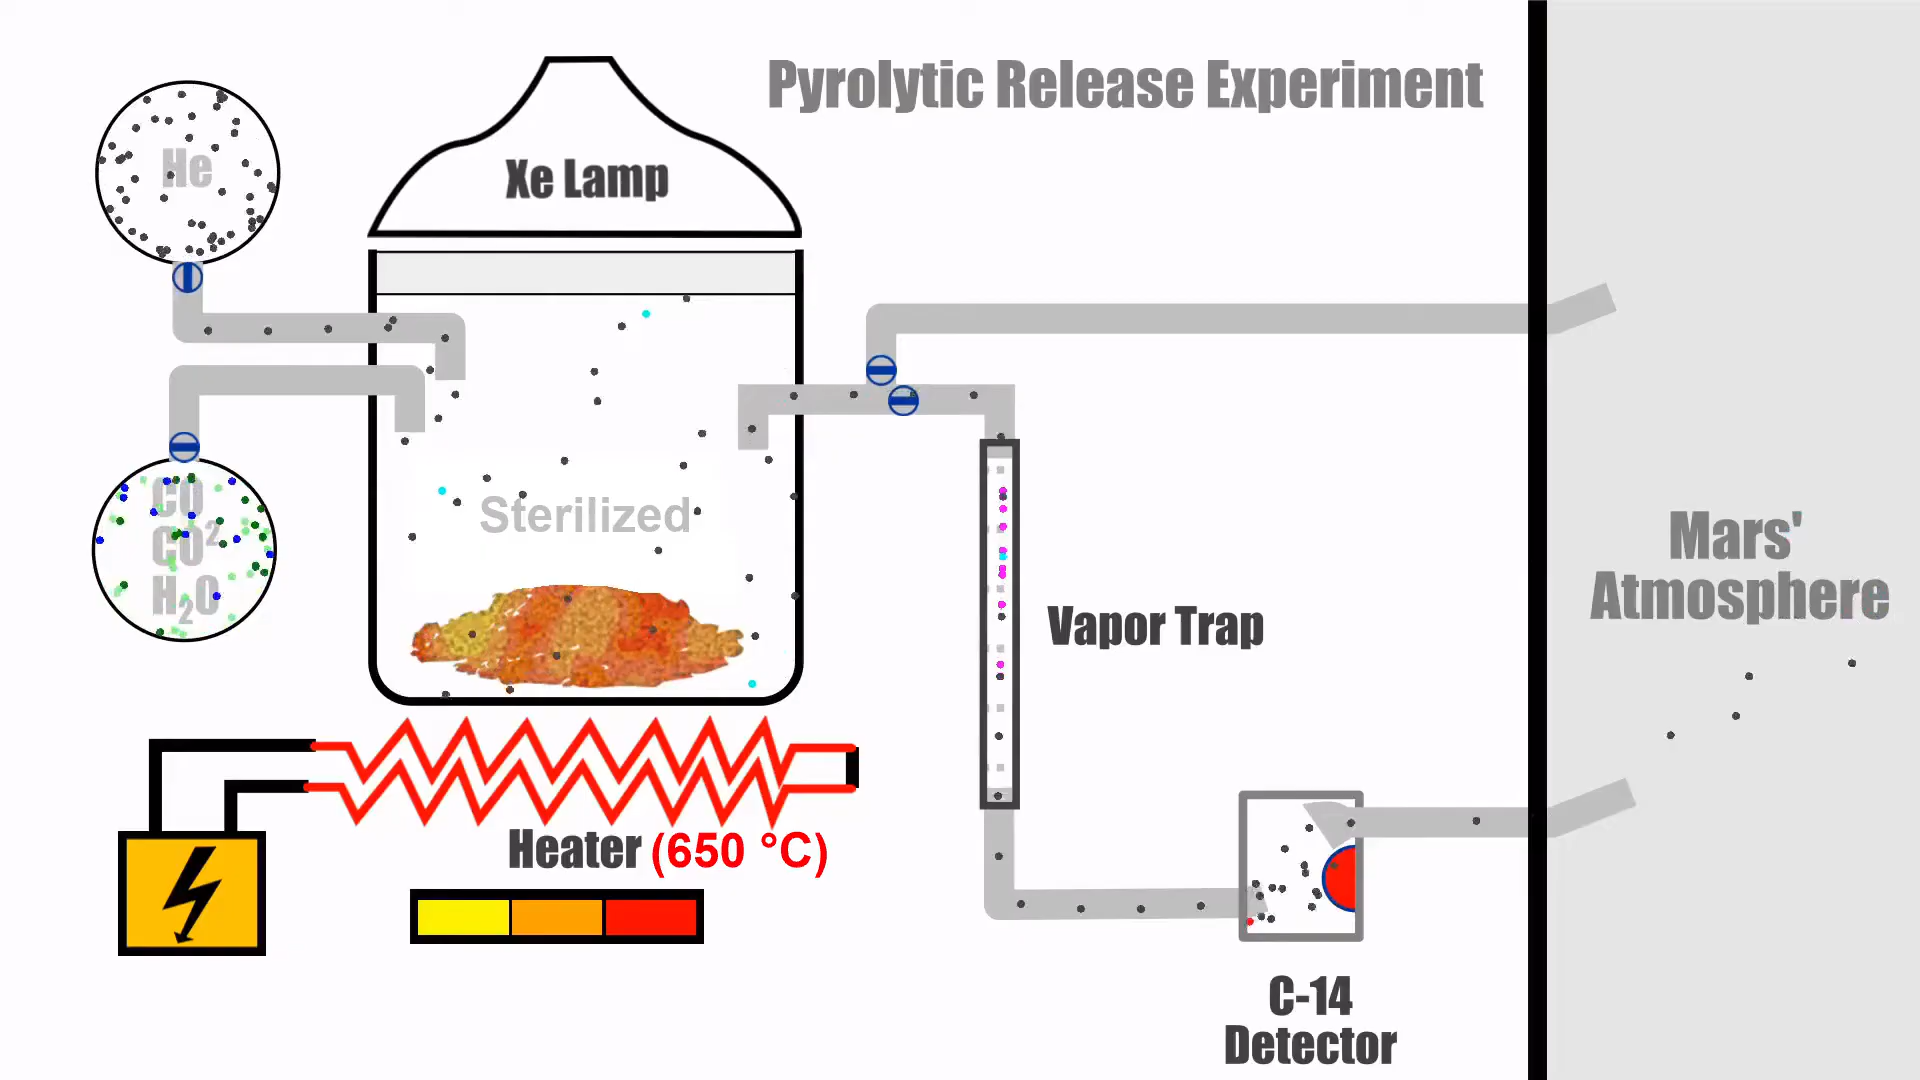 Pyrolytic Release Experiment
He
Xe Lamp
CO
CO²
H₂O
Sterilized
Vapor Trap
Mars'
Atmosphere
Heater (650 °C)
C-14
Detector